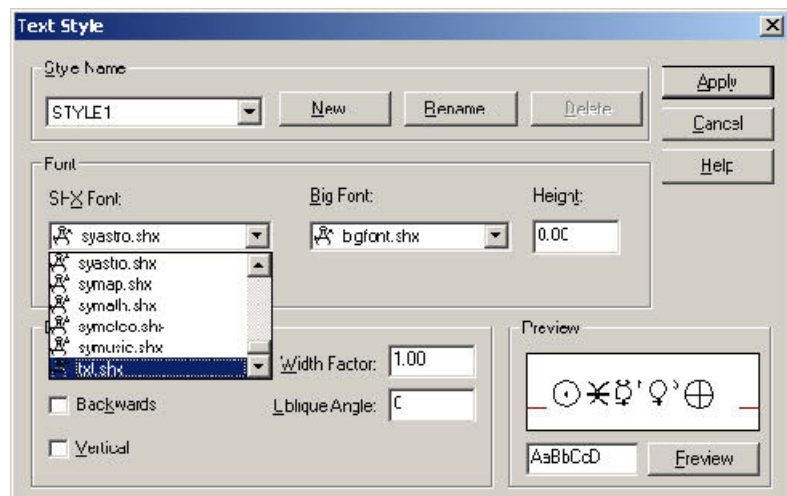 Text Style
Style Name
STYLE1
New
Rename
Delete
Apply
Cancel
Help
Font
SHX Font:
Big Font:
Height:
syastro.shx
bigfont.shx
0.00
syastro.shx
symap.shx
symath.shx
symeteo.shx
symusic.shx
txt.shx
Width Factor:
1.00
Backwards
Oblique Angle:
0
Vertical
Preview
AaBbCcD
Preview